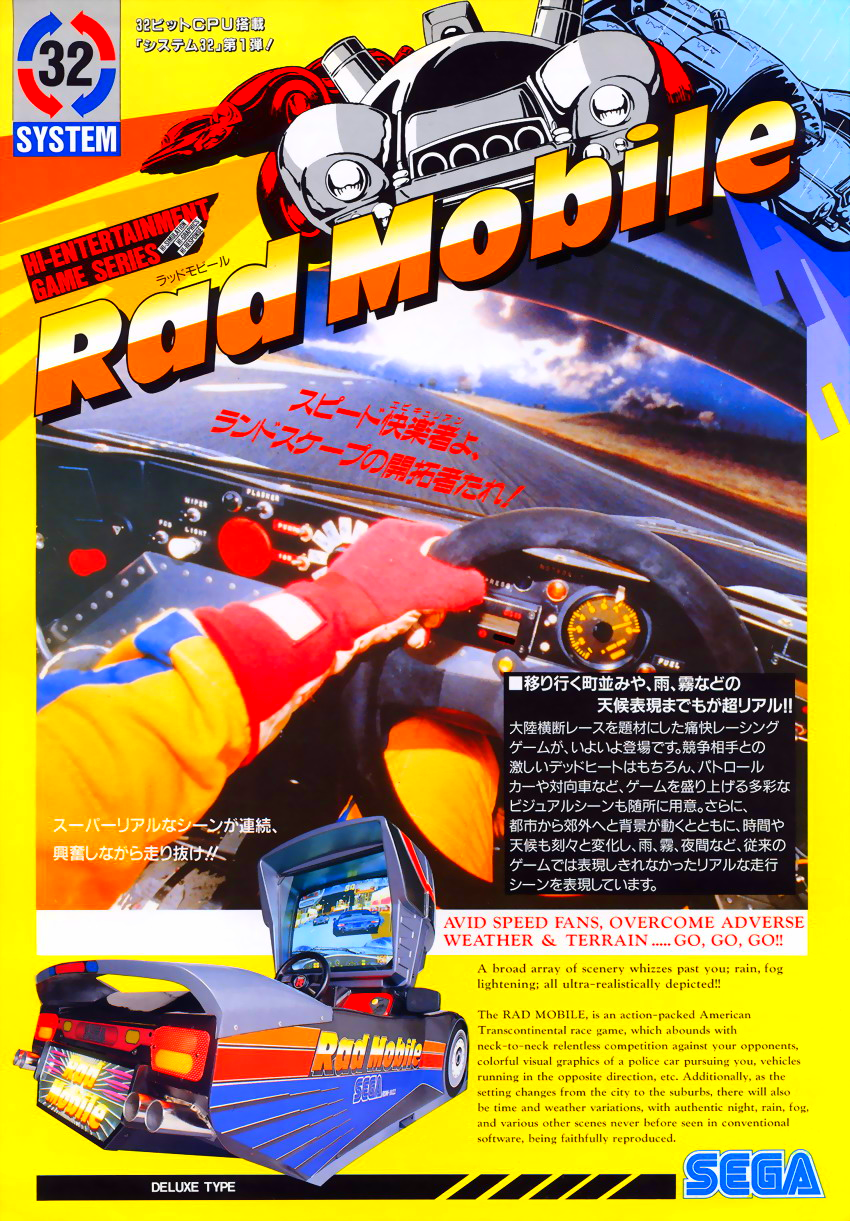 32
SYSTEM
32ビットCPU搭載
「システム32」第1弾!
HI-ENTERTAINMENT
GAME SERIES
ラッドモビール
Rad Mobile
スピード快楽者よ、
エピキュリアン
ランドスケープの開拓者たれ!
FLASHER
WIPER
FOG
LIGHT
FUEL
■移り行く町並みや、雨、霧などの
天候表現までもが超リアル!!
大陸横断レースを題材にした痛快レーシング
ゲームが、いよいよ登場です。競争相手との
激しいデッドヒートはもちろん、パトロール
カーや対向車など、ゲームを盛り上げる多彩な
ビジュアルシーンも随所に用意。さらに、
都市から郊外へと背景が動くとともに、時間や
天候も刻々と変化し、雨、霧、夜間など、従来の
ゲームでは表現しきれなかったリアルな走行
シーンを表現しています。
スーパーリアルなシーンが連続、
興奮しながら走り抜け!!
AVID SPEED FANS, OVERCOME ADVERSE
WEATHER & TERRAIN ..... GO, GO, GO!!
A broad array of scenery whizzes past you; rain, fog
lightening; all ultra-realistically depicted!!
The RAD MOBILE, is an action-packed American
Transcontinental race game, which abounds with
neck-to-neck relentless competition against your opponents,
colorful visual graphics of a police car pursuing you, vehicles
running in the opposite direction, etc. Additionally, as the
setting changes from the city to the suburbs, there will also
be time and weather variations, with authentic night, rain, fog,
and various other scenes never before seen in conventional
software, being faithfully reproduced.
Rad Mobile
SEGA
Rad
Mobile
DELUXE TYPE
SEGA